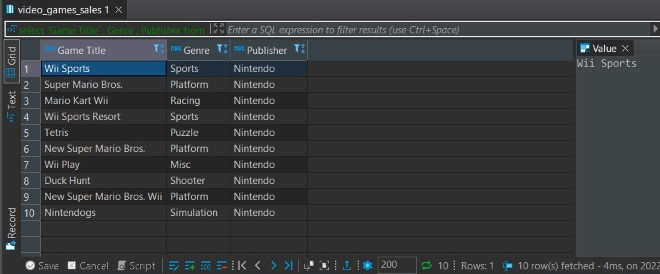 video_games_sales 1
select `Game Title`, Genre, Publisher from Enter a SQL expression to filter results (use Ctrl+Space)
Grid
Text
Record
ABC Game Title ABC Genre ABC Publisher
1 Wii Sports Sports Nintendo
2 Super Mario Bros. Platform Nintendo
3 Mario Kart Wii Racing Nintendo
4 Wii Sports Resort Sports Nintendo
5 Tetris Puzzle Nintendo
6 New Super Mario Bros. Platform Nintendo
7 Wii Play Misc Nintendo
8 Duck Hunt Shooter Nintendo
9 New Super Mario Bros. Wii Platform Nintendo
10 Nintendogs Simulation Nintendo
Value
Wii Sports
Save Cancel Script 200 10 Rows: 1 10 row(s) fetched - 4ms, on